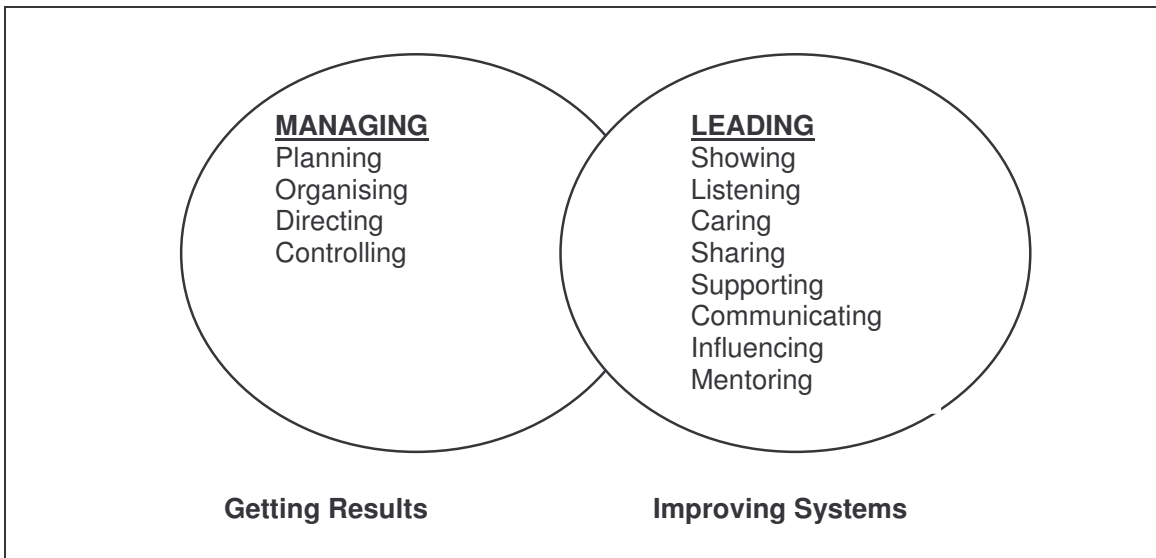 MANAGING
Planning
Organising
Directing
Controlling
LEADING
Showing
Listening
Caring
Sharing
Supporting
Communicating
Influencing
Mentoring
Getting Results
Improving Systems